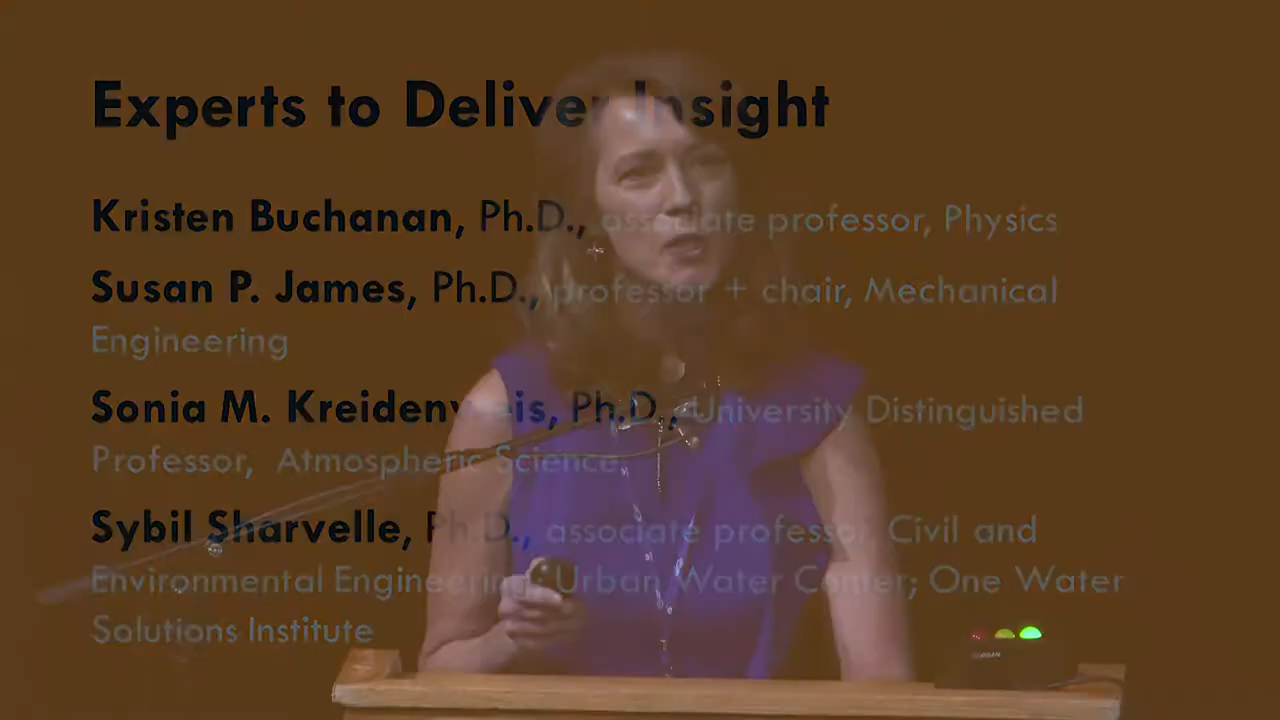 Experts to Deliver Insight
Kristen Buchanan, Ph.D., associate professor, Physics
Susan P. James, Ph.D., professor + chair, Mechanical
Engineering
Sonia M. Kreidenweis, Ph.D., University Distinguished
Professor, Atmospheric Science
Sybil Sharvelle, Ph.D., associate professor Civil and
Environmental Engineering; Urban Water Center; One Water
Solutions Institute